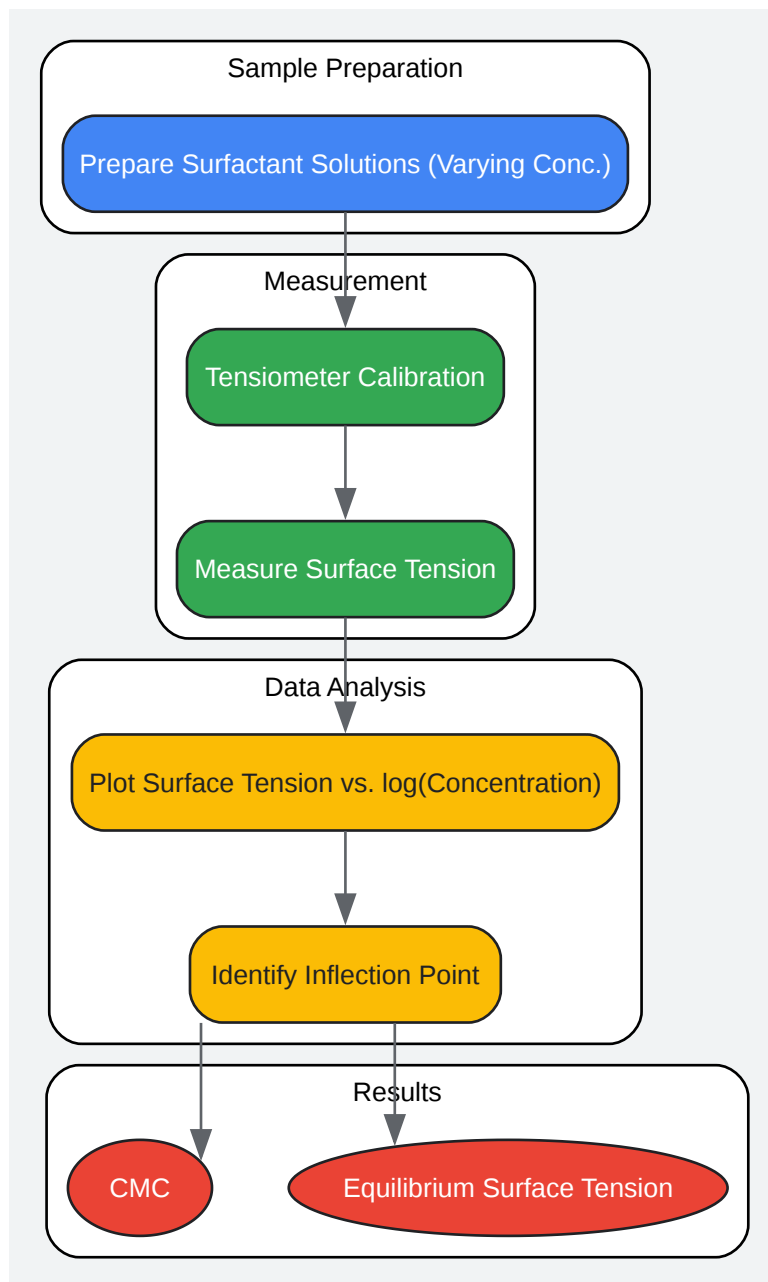 Sample Preparation
Prepare Surfactant Solutions (Varying Conc.)
Measurement
Tensiometer Calibration
Measure Surface Tension
Data Analysis
Plot Surface Tension vs. log(Concentration)
Identify Inflection Point
Results
CMC
Equilibrium Surface Tension